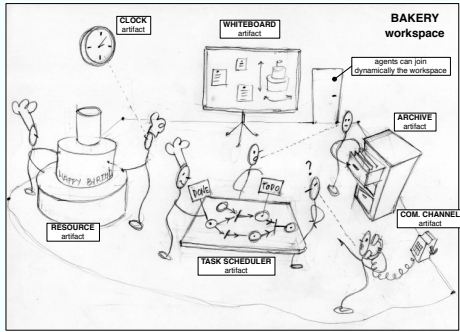 CLOCK
artifact
WHITEBOARD
artifact
BAKERY
workspace
agents can join
dynamically the workspace
ARCHIVE
artifact
HAPPY BIRTH
DONE
TODO
?
RESOURCE
artifact
COM. CHANNEL
artifact
TASK SCHEDULER
artifact